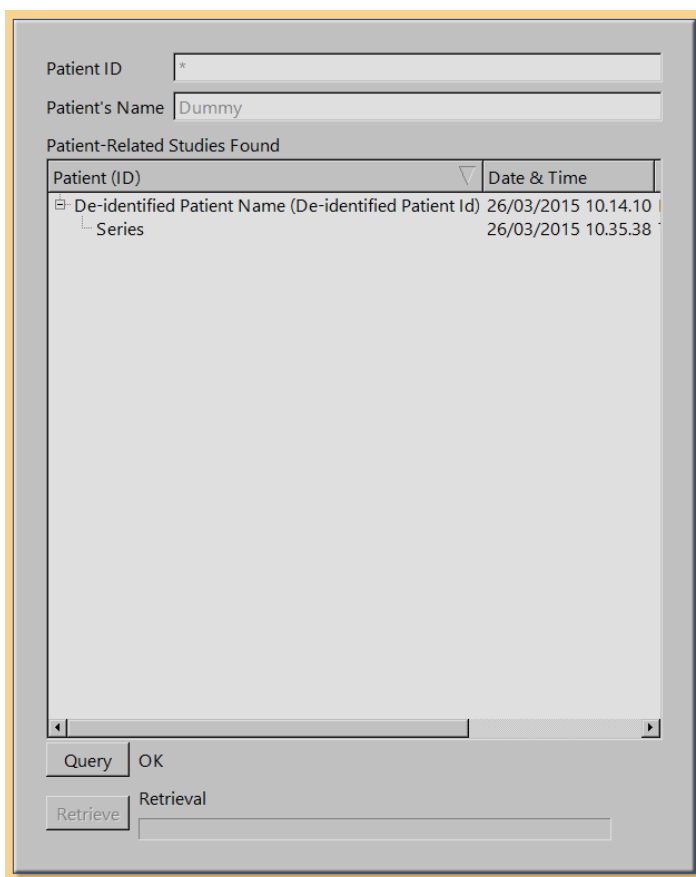 Patient ID *
Patient's Name Dummy
Patient-Related Studies Found
Patient (ID) Date & Time
De-identified Patient Name (De-identified Patient Id) 26/03/2015 10.14.10
Series 26/03/2015 10.35.38
Query OK
Retrieval
Retrieve